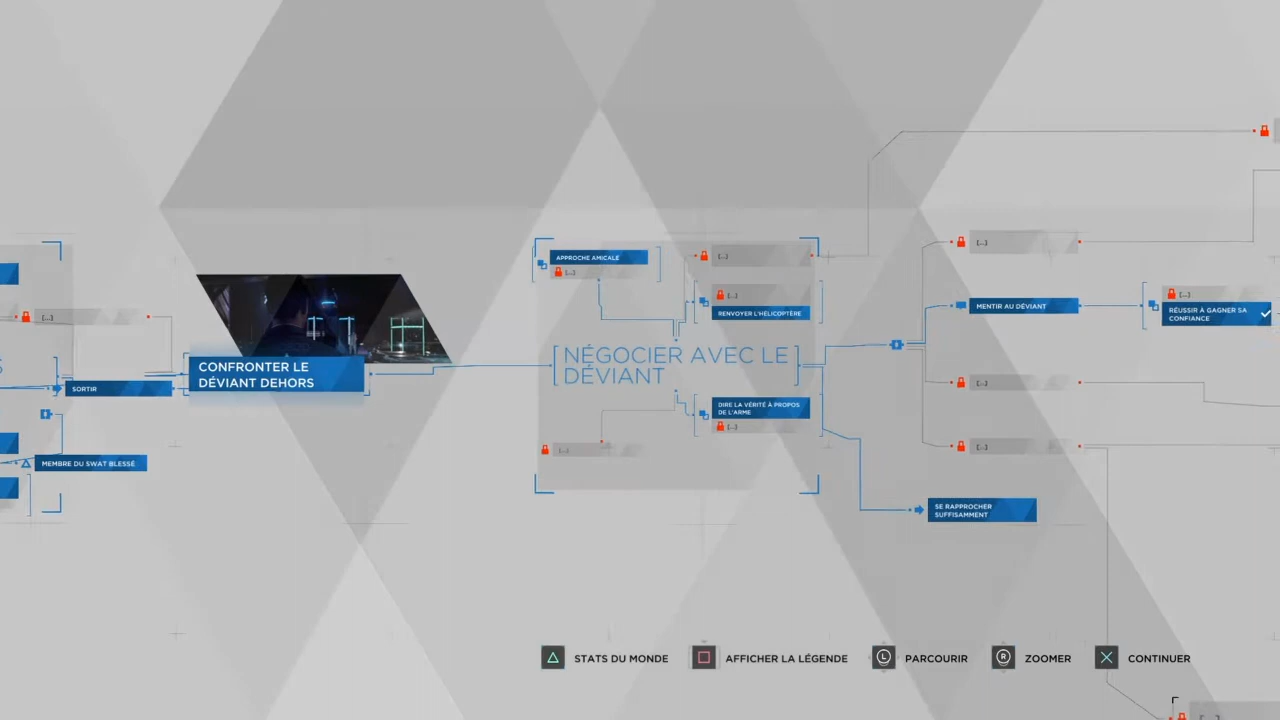 [...]
SORTIR
MEMBRE DU SWAT BLESSÉ
CONFRONTER LE
DÉVIANT DEHORS
APPROCHE AMICALE
[...]
[...]
[...]
RENVOYER L'HÉLICOPTÈRE
NÉGOCIER AVEC LE
DÉVIANT
DIRE LA VÉRITÉ À PROPOS
DE L'ARME
[...]
[...]
[...]
MENTIR AU DÉVIANT
[...]
[...]
SE RAPPROCHER
SUFFISAMMENT
[...]
RÉUSSIR À GAGNER SA
CONFIANCE
[...]
STATS DU MONDE
AFFICHER LA LÉGENDE
L
PARCOURIR
R
ZOOMER
CONTINUER